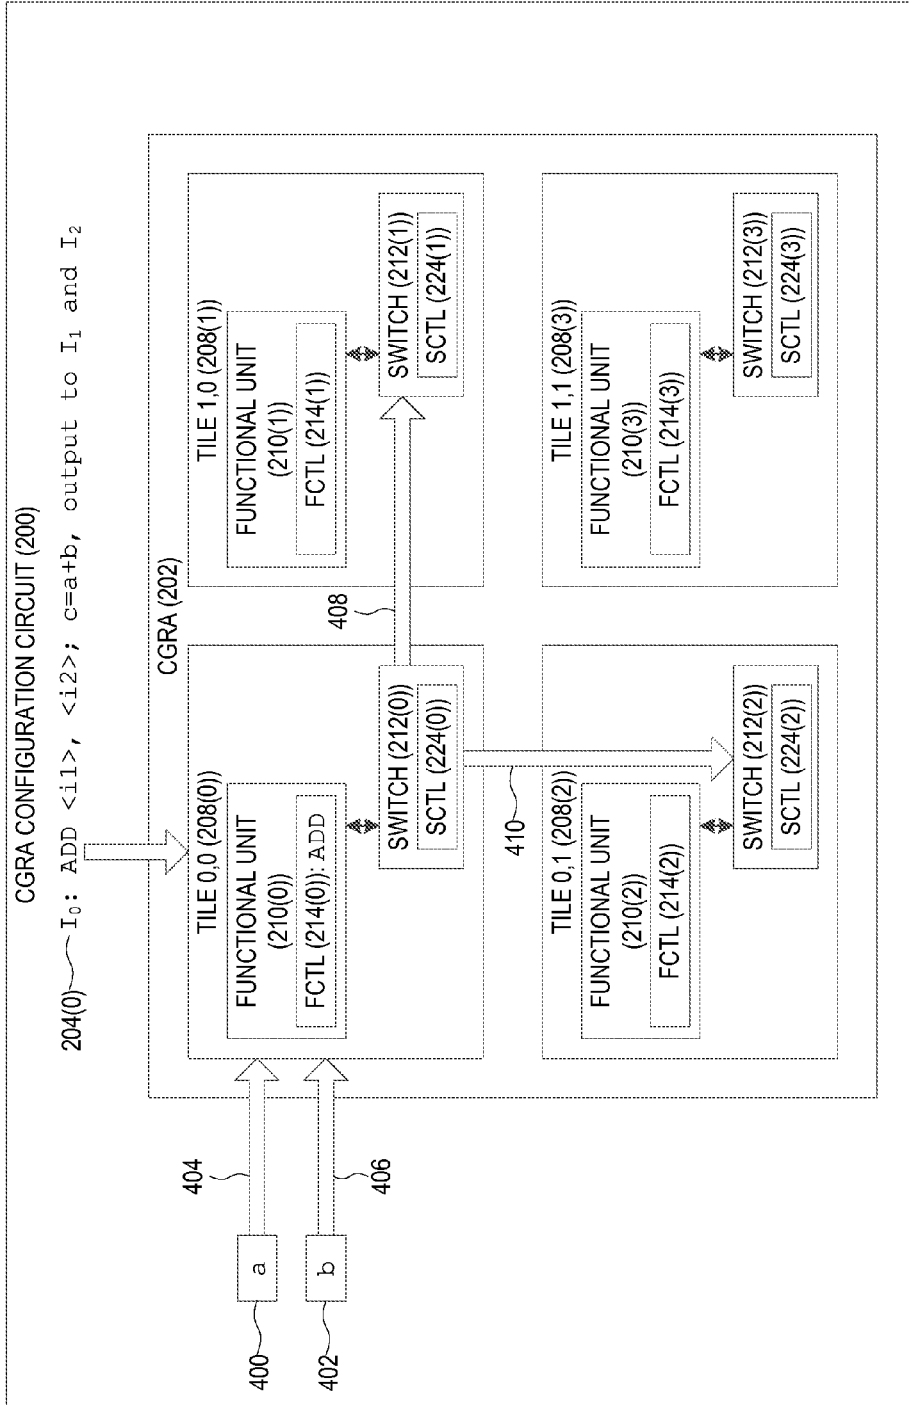 CGRA CONFIGURATION CIRCUIT (200)
204(0) I₀: ADD <i1>, <i2>; c=a+b, output to I₁ and I₂
CGRA (202)
TILE 0,0 (208(0))
FUNCTIONAL UNIT
(210(0))
FCTL (214(0)): ADD
SWITCH (212(0))
SCTL (224(0))
TILE 1,0 (208(1))
FUNCTIONAL UNIT
(210(1))
FCTL (214(1))
SWITCH (212(1))
SCTL (224(1))
404
a
400
406
b
402
408
410
TILE 0,1 (208(2))
FUNCTIONAL UNIT
(210(2))
FCTL (214(2))
SWITCH (212(2))
SCTL (224(2))
TILE 1,1 (208(3))
FUNCTIONAL UNIT
(210(3))
FCTL (214(3))
SWITCH (212(3))
SCTL (224(3))